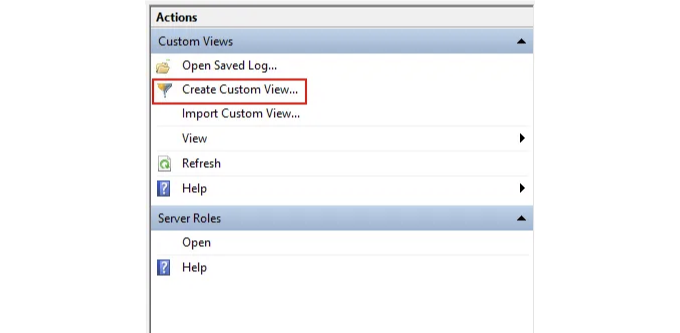 Actions
Custom Views
Open Saved Log...
Create Custom View...
Import Custom View...
View
Refresh
Help
Server Roles
Open
Help